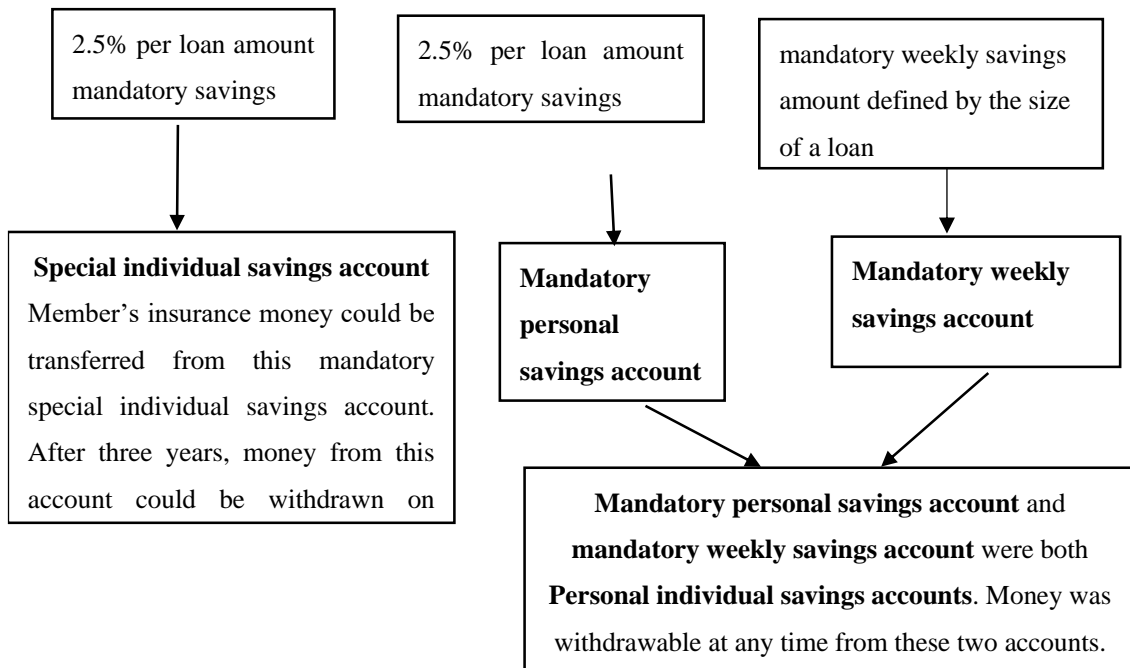 2.5% per loan amount
mandatory savings
2.5% per loan amount
mandatory savings
mandatory weekly savings
amount defined by the size
of a loan
Special individual savings account
Member’s insurance money could be
transferred from this mandatory
special individual savings account.
After three years, money from this
account could be withdrawn on
Mandatory
personal
savings account
Mandatory weekly
savings account
Mandatory personal savings account and
mandatory weekly savings account were both
Personal individual savings accounts. Money was
withdrawable at any time from these two accounts.